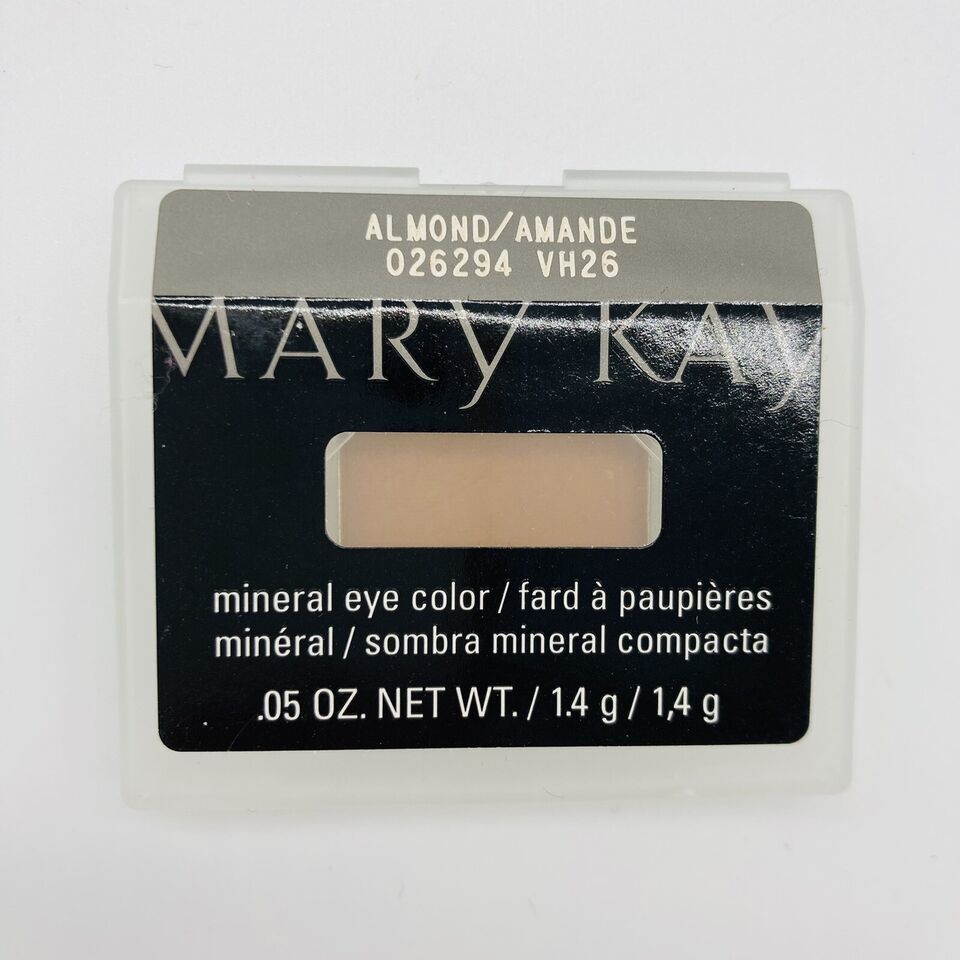 ALMOND/AMANDE
026294 VH26
MARY KAY
mineral eye color / fard à paupières
minéral / sombra mineral compacta
.05 OZ. NET WT. / 1.4 g / 1,4 g